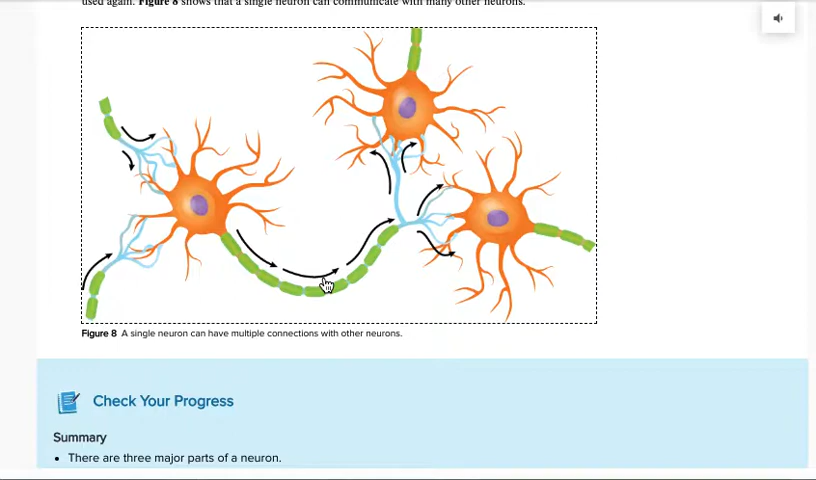 used again. Figure 8 shows that a single neuron can communicate with many other neurons.
Figure 8 A single neuron can have multiple connections with other neurons.
Check Your Progress
Summary
• There are three major parts of a neuron.